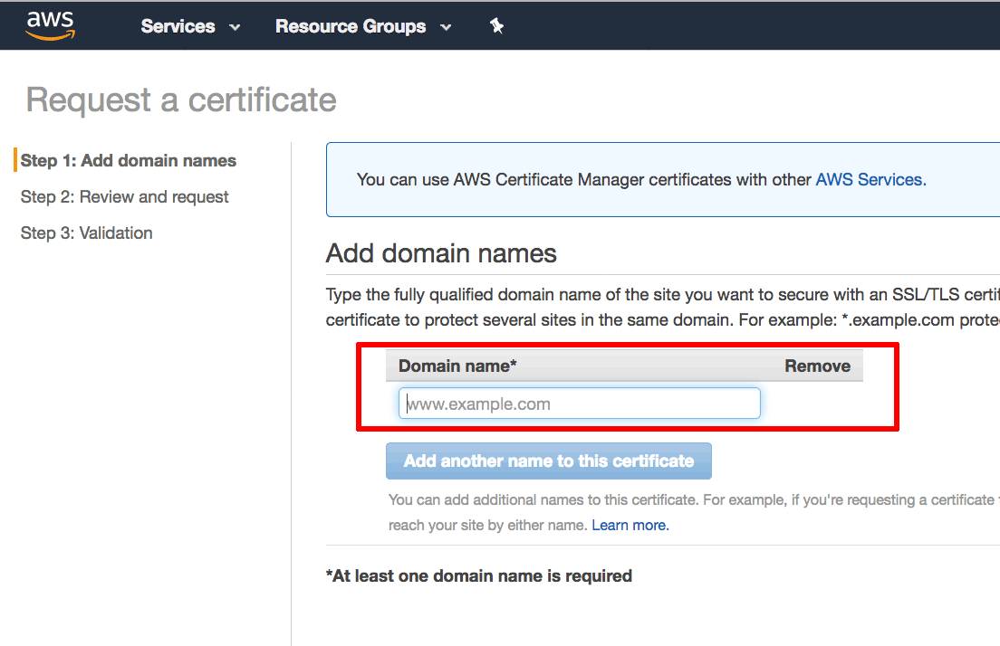 aws Services Resource Groups
Request a certificate
Step 1: Add domain names
Step 2: Review and request
Step 3: Validation
You can use AWS Certificate Manager certificates with other AWS Services.
Add domain names
Type the fully qualified domain name of the site you want to secure with an SSL/TLS certif
certificate to protect several sites in the same domain. For example: *.example.com prote
Domain name* Remove
www.example.com
Add another name to this certificate
You can add additional names to this certificate. For example, if you're requesting a certificate
reach your site by either name. Learn more.
*At least one domain name is required